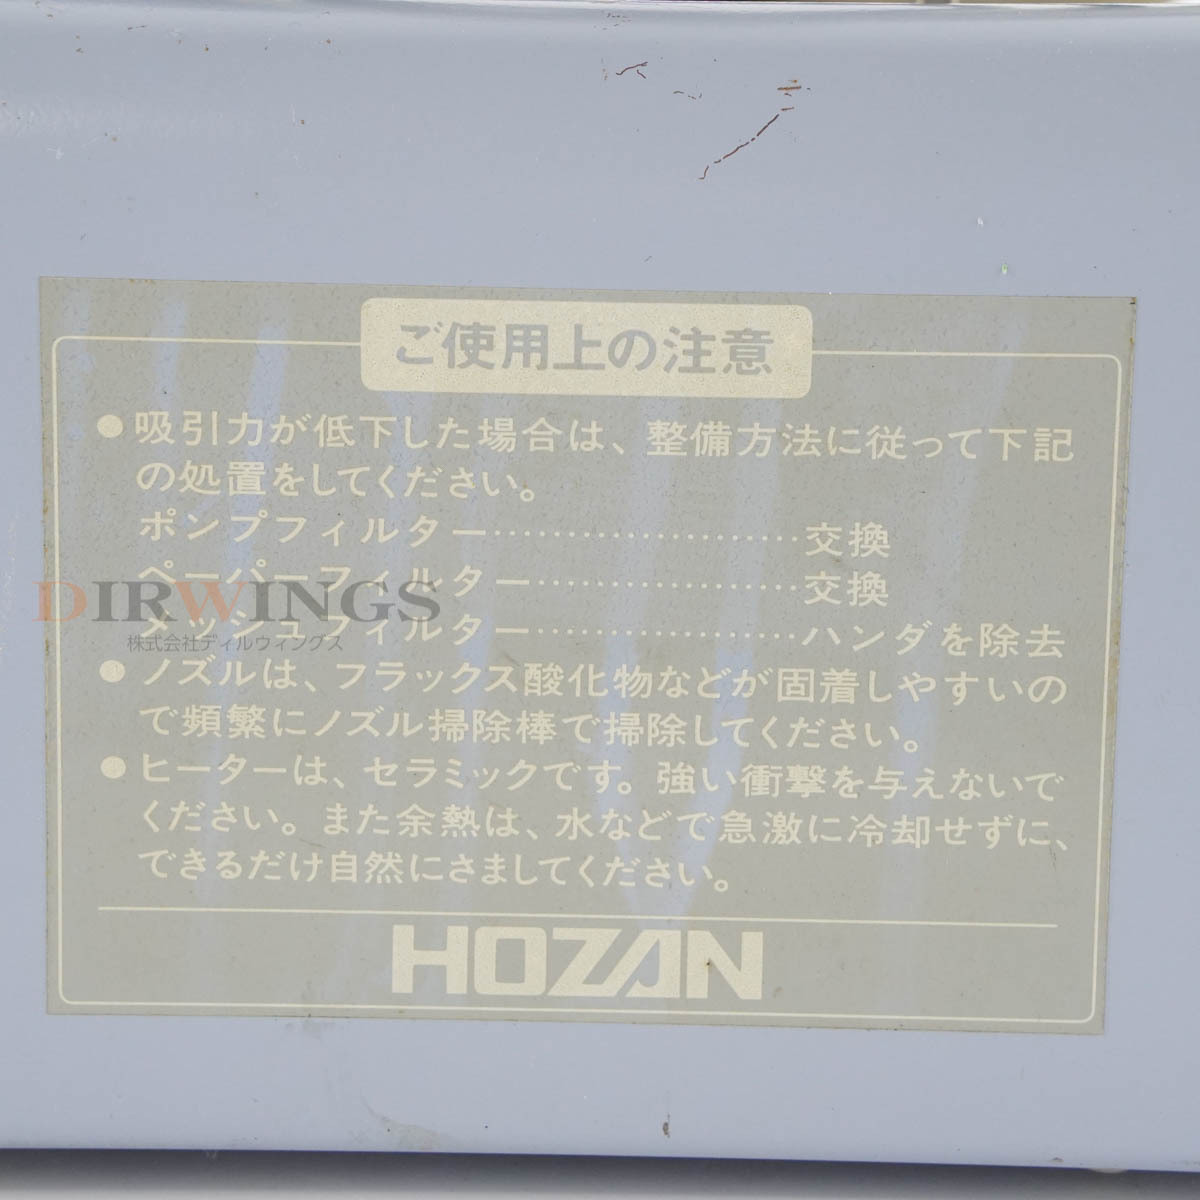 ご使用上の注意
●吸引力が低下した場合は、整備方法に従って下記
の処置をしてください。
ポンプフィルター…………………交換
ペーパーフィルター………………交換
メッシュフィルター………………ハンダを除去
DIRWINGS
株式会社ディルウィングス
●ノズルは、フラックス酸化物などが固着しやすいの
で頻繁にノズル掃除棒で掃除してください。
●ヒーターは、セラミックです。強い衝撃を与えないで
ください。また余熱は、水などで急激に冷却せずに、
できるだけ自然にさましてください。
HOZAN